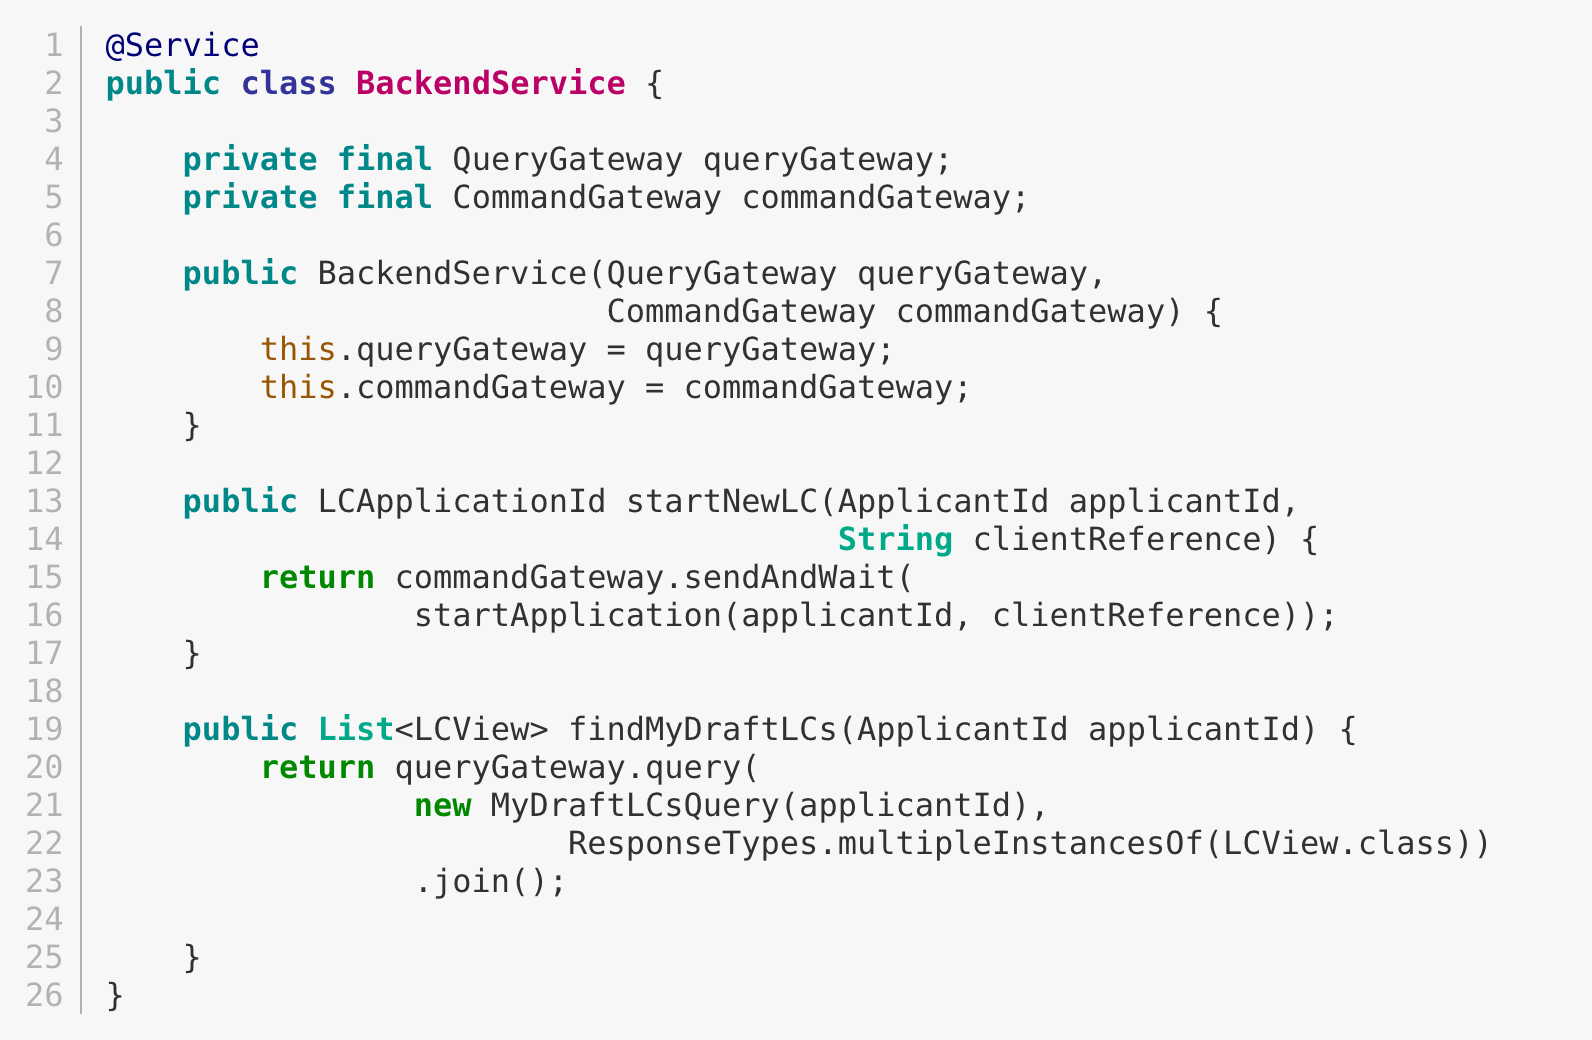 1 @Service
2 public class BackendService {
3
4     private final QueryGateway queryGateway;
5     private final CommandGateway commandGateway;
6
7     public BackendService(QueryGateway queryGateway,
8                           CommandGateway commandGateway) {
9         this.queryGateway = queryGateway;
10         this.commandGateway = commandGateway;
11     }
12
13     public LCApplicationId startNewLC(ApplicantId applicantId,
14                                       String clientReference) {
15         return commandGateway.sendAndWait(
16                 startApplication(applicantId, clientReference));
17     }
18
19     public List<LCView> findMyDraftLCs(ApplicantId applicantId) {
20         return queryGateway.query(
21                 new MyDraftLCsQuery(applicantId),
22                         ResponseTypes.multipleInstancesOf(LCView.class))
23                 .join();
24
25     }
26 }